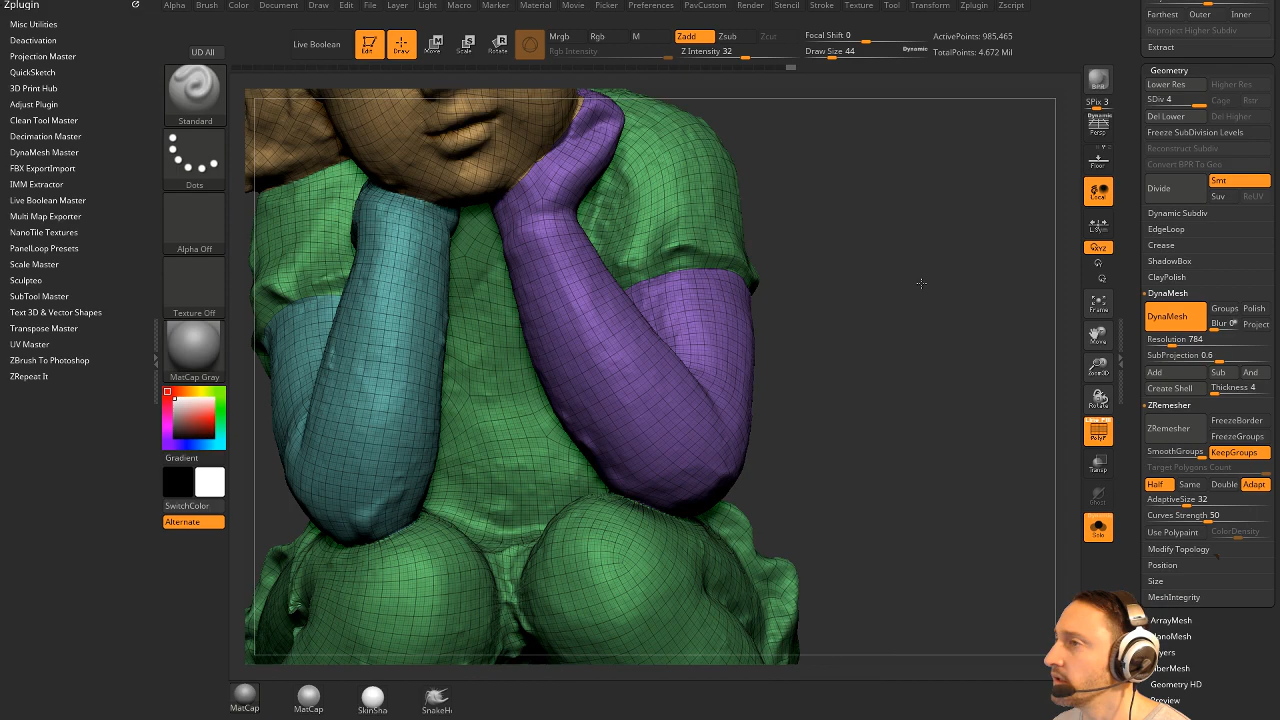 Zplugin
Alpha Brush Color Document Draw Edit File Layer Light Macro Marker Material Movie Picker Preferences PavCustom Render Stencil Stroke Texture Tool Transform Zplugin Zscript
Misc Utilities
Deactivation
Projection Master
QuickSketch
3D Print Hub
Adjust Plugin
Clean Tool Master
Decimation Master
DynaMesh Master
FBX ExportImport
IMM Extractor
Live Boolean Master
Multi Map Exporter
NanoTile Textures
PanelLoop Presets
Scale Master
Sculpteo
SubTool Master
Text 3D & Vector Shapes
Transpose Master
UV Master
ZBrush To Photoshop
ZRepeat It
UD All
Standard
Dots
Alpha Off
Texture Off
MatCap Gray
Gradient
SwitchColor
Alternate
Live Boolean
Edit
Draw
Move
Scale
Rotate
Mrgb Rgb M
Rgb Intensity
Zadd Zsub Zcut
Z Intensity 32
Focal Shift 0
Draw Size 44
Dynamic
ActivePoints: 985,465
TotalPoints: 4.672 Mil
BPR
SPix 3
Dynamic
Persp
Floor
Local
L.Sym
Frame
Move
Zoom3D
Rotate
PolyF
Transp
Ghost
Solo
Farthest Outer Inner
Reproject Higher Subdiv
Extract
Geometry
Lower Res Higher Res
SDiv 4 Cage Rstr
Del Lower Del Higher
Freeze SubDivision Levels
Reconstruct Subdiv
Convert BPR To Geo
Divide Smt
Suv ReUV
Dynamic Subdiv
EdgeLoop
Crease
ShadowBox
ClayPolish
DynaMesh
DynaMesh Groups Polish
Blur 0 Project
Resolution 784
SubProjection 0.6
Add Sub And
Create Shell Thickness 4
ZRemesher
ZRemesher FreezeBorder
FreezeGroups
SmoothGroups KeepGroups
Target Polygons Count
Half Same Double Adapt
AdaptiveSize 32
Curves Strength 50
Use Polypaint ColorDensity
Modify Topology
Position
Size
MeshIntegrity
ArrayMesh
Geometry HD
Preview
MatCap
MatCap
SkinSha
SnakeH